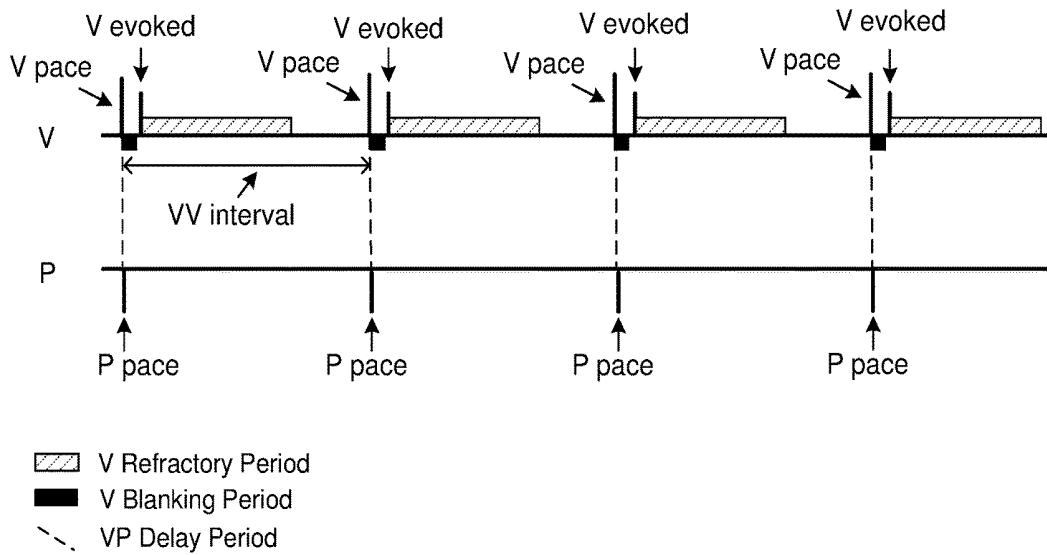 V evoked
V evoked
V evoked
V evoked
V pace
V pace
V pace
V pace
V
VV interval
P
P pace
P pace
P pace
P pace
V Refractory Period
V Blanking Period
VP Delay Period